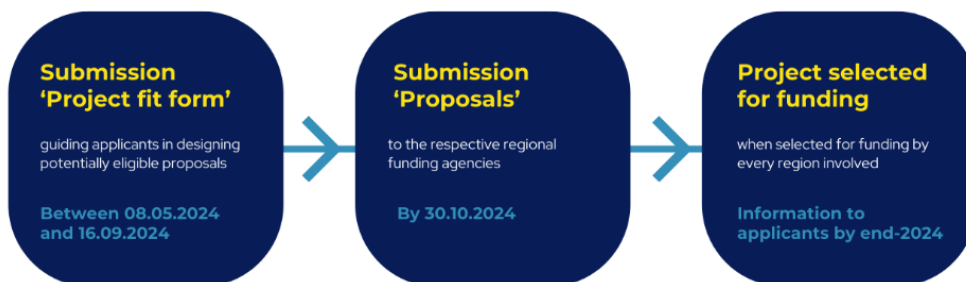 Submission
‘Project fit form’
guiding applicants in designing
potentially eligible proposals
Between 08.05.2024
and 16.09.2024
Submission
‘Proposals’
to the respective regional
funding agencies
By 30.10.2024
Project selected
for funding
when selected for funding by
every region involved
Information to
applicants by end-2024